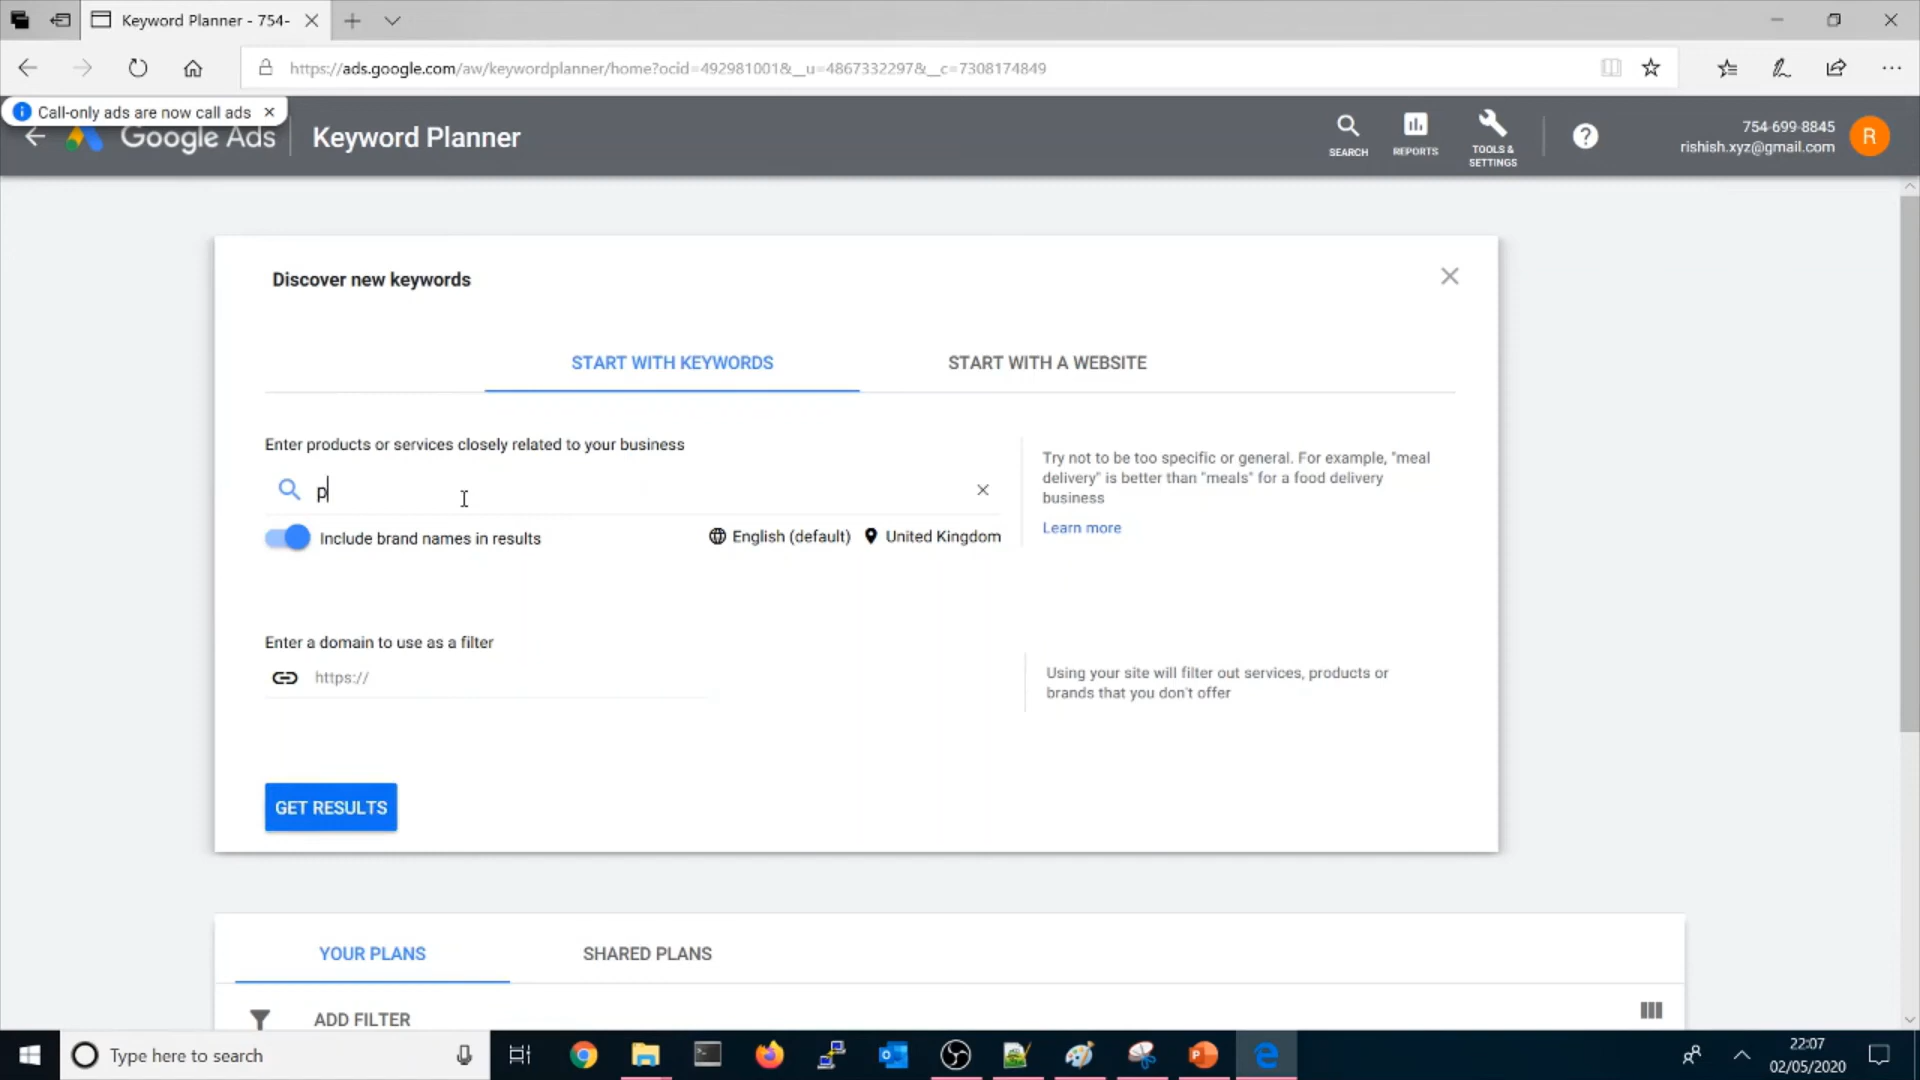 Keyword Planner - 754-
https://ads.google.com/aw/keywordplanner/home?ocid=492981001&__u=4867332297&__c=7308174849
Call-only ads are now call ads
Google Ads
Keyword Planner
SEARCH
REPORTS
TOOLS &
SETTINGS
754-699-8845
rishish.xyz@gmail.com
R
Discover new keywords
START WITH KEYWORDS
START WITH A WEBSITE
Enter products or services closely related to your business
p
Include brand names in results
English (default)
United Kingdom
Try not to be too specific or general. For example, "meal
delivery" is better than "meals" for a food delivery
business
Learn more
Enter a domain to use as a filter
https://
Using your site will filter out services, products or
brands that you don't offer
GET RESULTS
YOUR PLANS
SHARED PLANS
ADD FILTER
Type here to search
22:07
02/05/2020